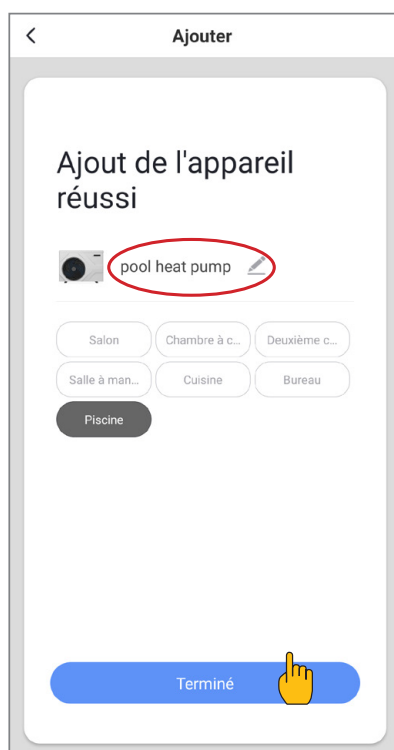 Ajouter
Ajout de l'appareil
réussi
pool heat pump
Salon
Chambre à c...
Deuxième c...
Salle à man...
Cuisine
Bureau
Piscine
Terminé